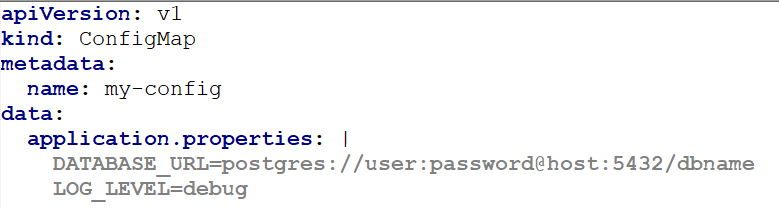 apiVersion: v1
kind: ConfigMap
metadata:
  name: my-config
data:
  application.properties: |
    DATABASE_URL=postgres://user:password@host:5432/dbname
    LOG_LEVEL=debug